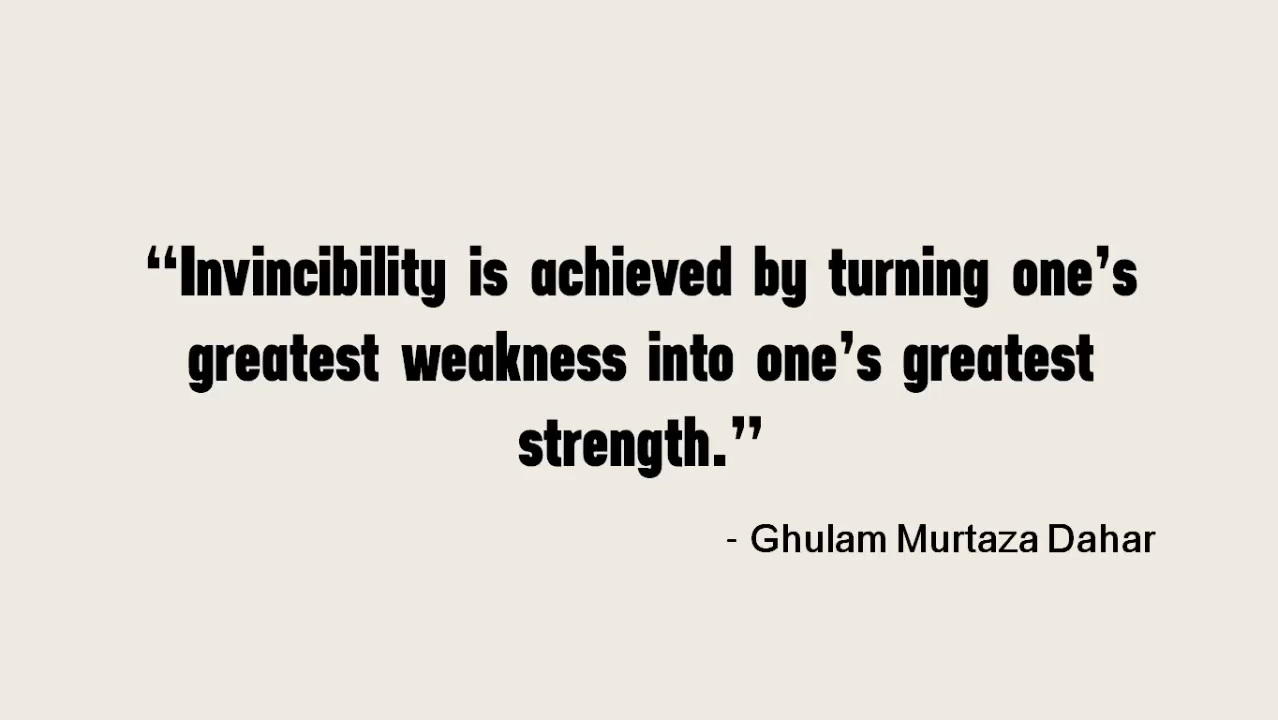 “Invincibility is achieved by turning one’s
greatest weakness into one’s greatest
strength.”
- Ghulam Murtaza Dahar